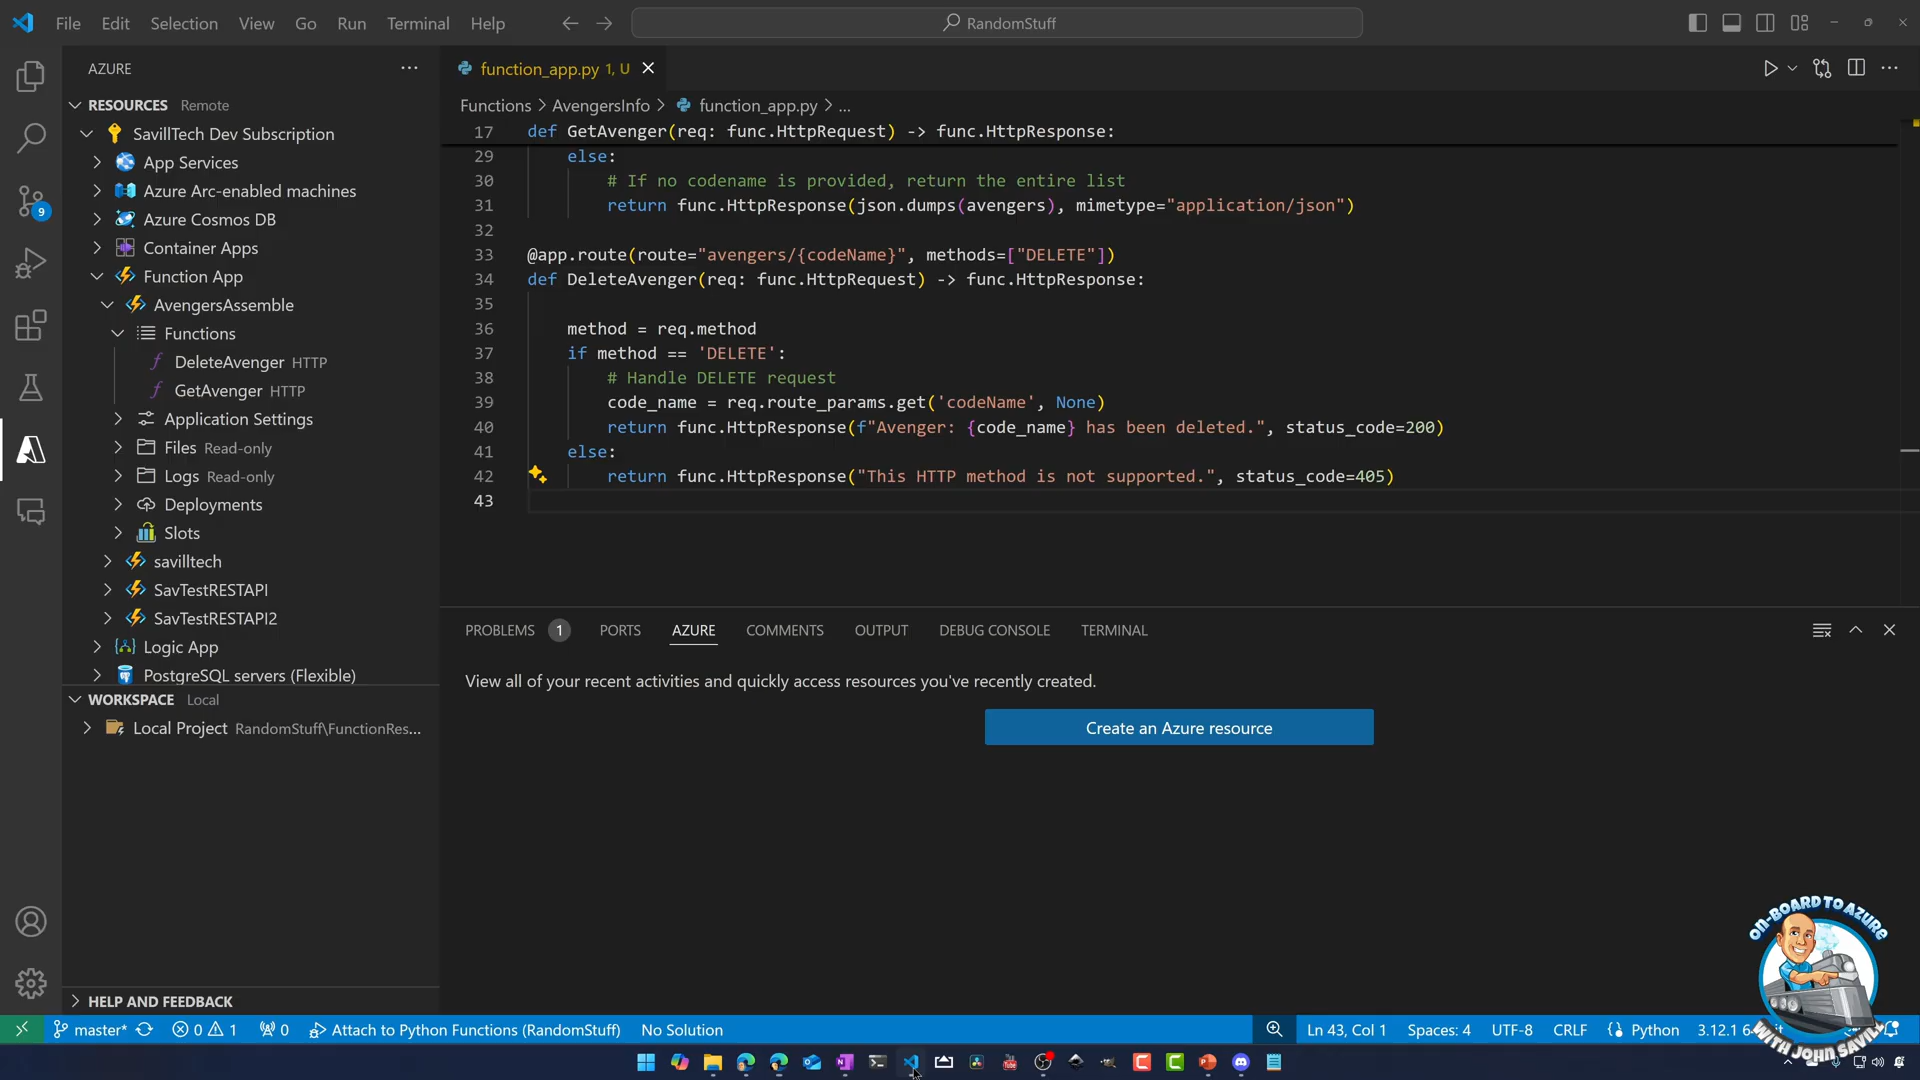 File Edit Selection View Go Run Terminal Help
RandomStuff
AZURE
RESOURCES Remote
SavillTech Dev Subscription
App Services
Azure Arc-enabled machines
Azure Cosmos DB
Container Apps
Function App
AvengersAssemble
Functions
DeleteAvenger HTTP
GetAvenger HTTP
Application Settings
Files Read-only
Logs Read-only
Deployments
Slots
savilltech
SavTestRESTAPI
SavTestRESTAPI2
Logic App
PostgreSQL servers (Flexible)
WORKSPACE Local
Local Project RandomStuff\FunctionRes...
HELP AND FEEDBACK
9
function_app.py 1, U
Functions > AvengersInfo > function_app.py > ...
17 def GetAvenger(req: func.HttpRequest) -> func.HttpResponse:
29 else:
30 # If no codename is provided, return the entire list
31 return func.HttpResponse(json.dumps(avengers), mimetype="application/json")
32
33 @app.route(route="avengers/{codeName}", methods=["DELETE"])
34 def DeleteAvenger(req: func.HttpRequest) -> func.HttpResponse:
35
36 method = req.method
37 if method == 'DELETE':
38 # Handle DELETE request
39 code_name = req.route_params.get('codeName', None)
40 return func.HttpResponse(f"Avenger: {code_name} has been deleted.", status_code=200)
41 else:
42 return func.HttpResponse("This HTTP method is not supported.", status_code=405)
43
PROBLEMS 1 PORTS AZURE COMMENTS OUTPUT DEBUG CONSOLE TERMINAL
View all of your recent activities and quickly access resources you've recently created.
Create an Azure resource
ON-BOARD TO AZURE
WITH JOHN SAVILL
master* 0 1 0 Attach to Python Functions (RandomStuff) No Solution
Ln 43, Col 1 Spaces: 4 UTF-8 CRLF Python 3.12.1